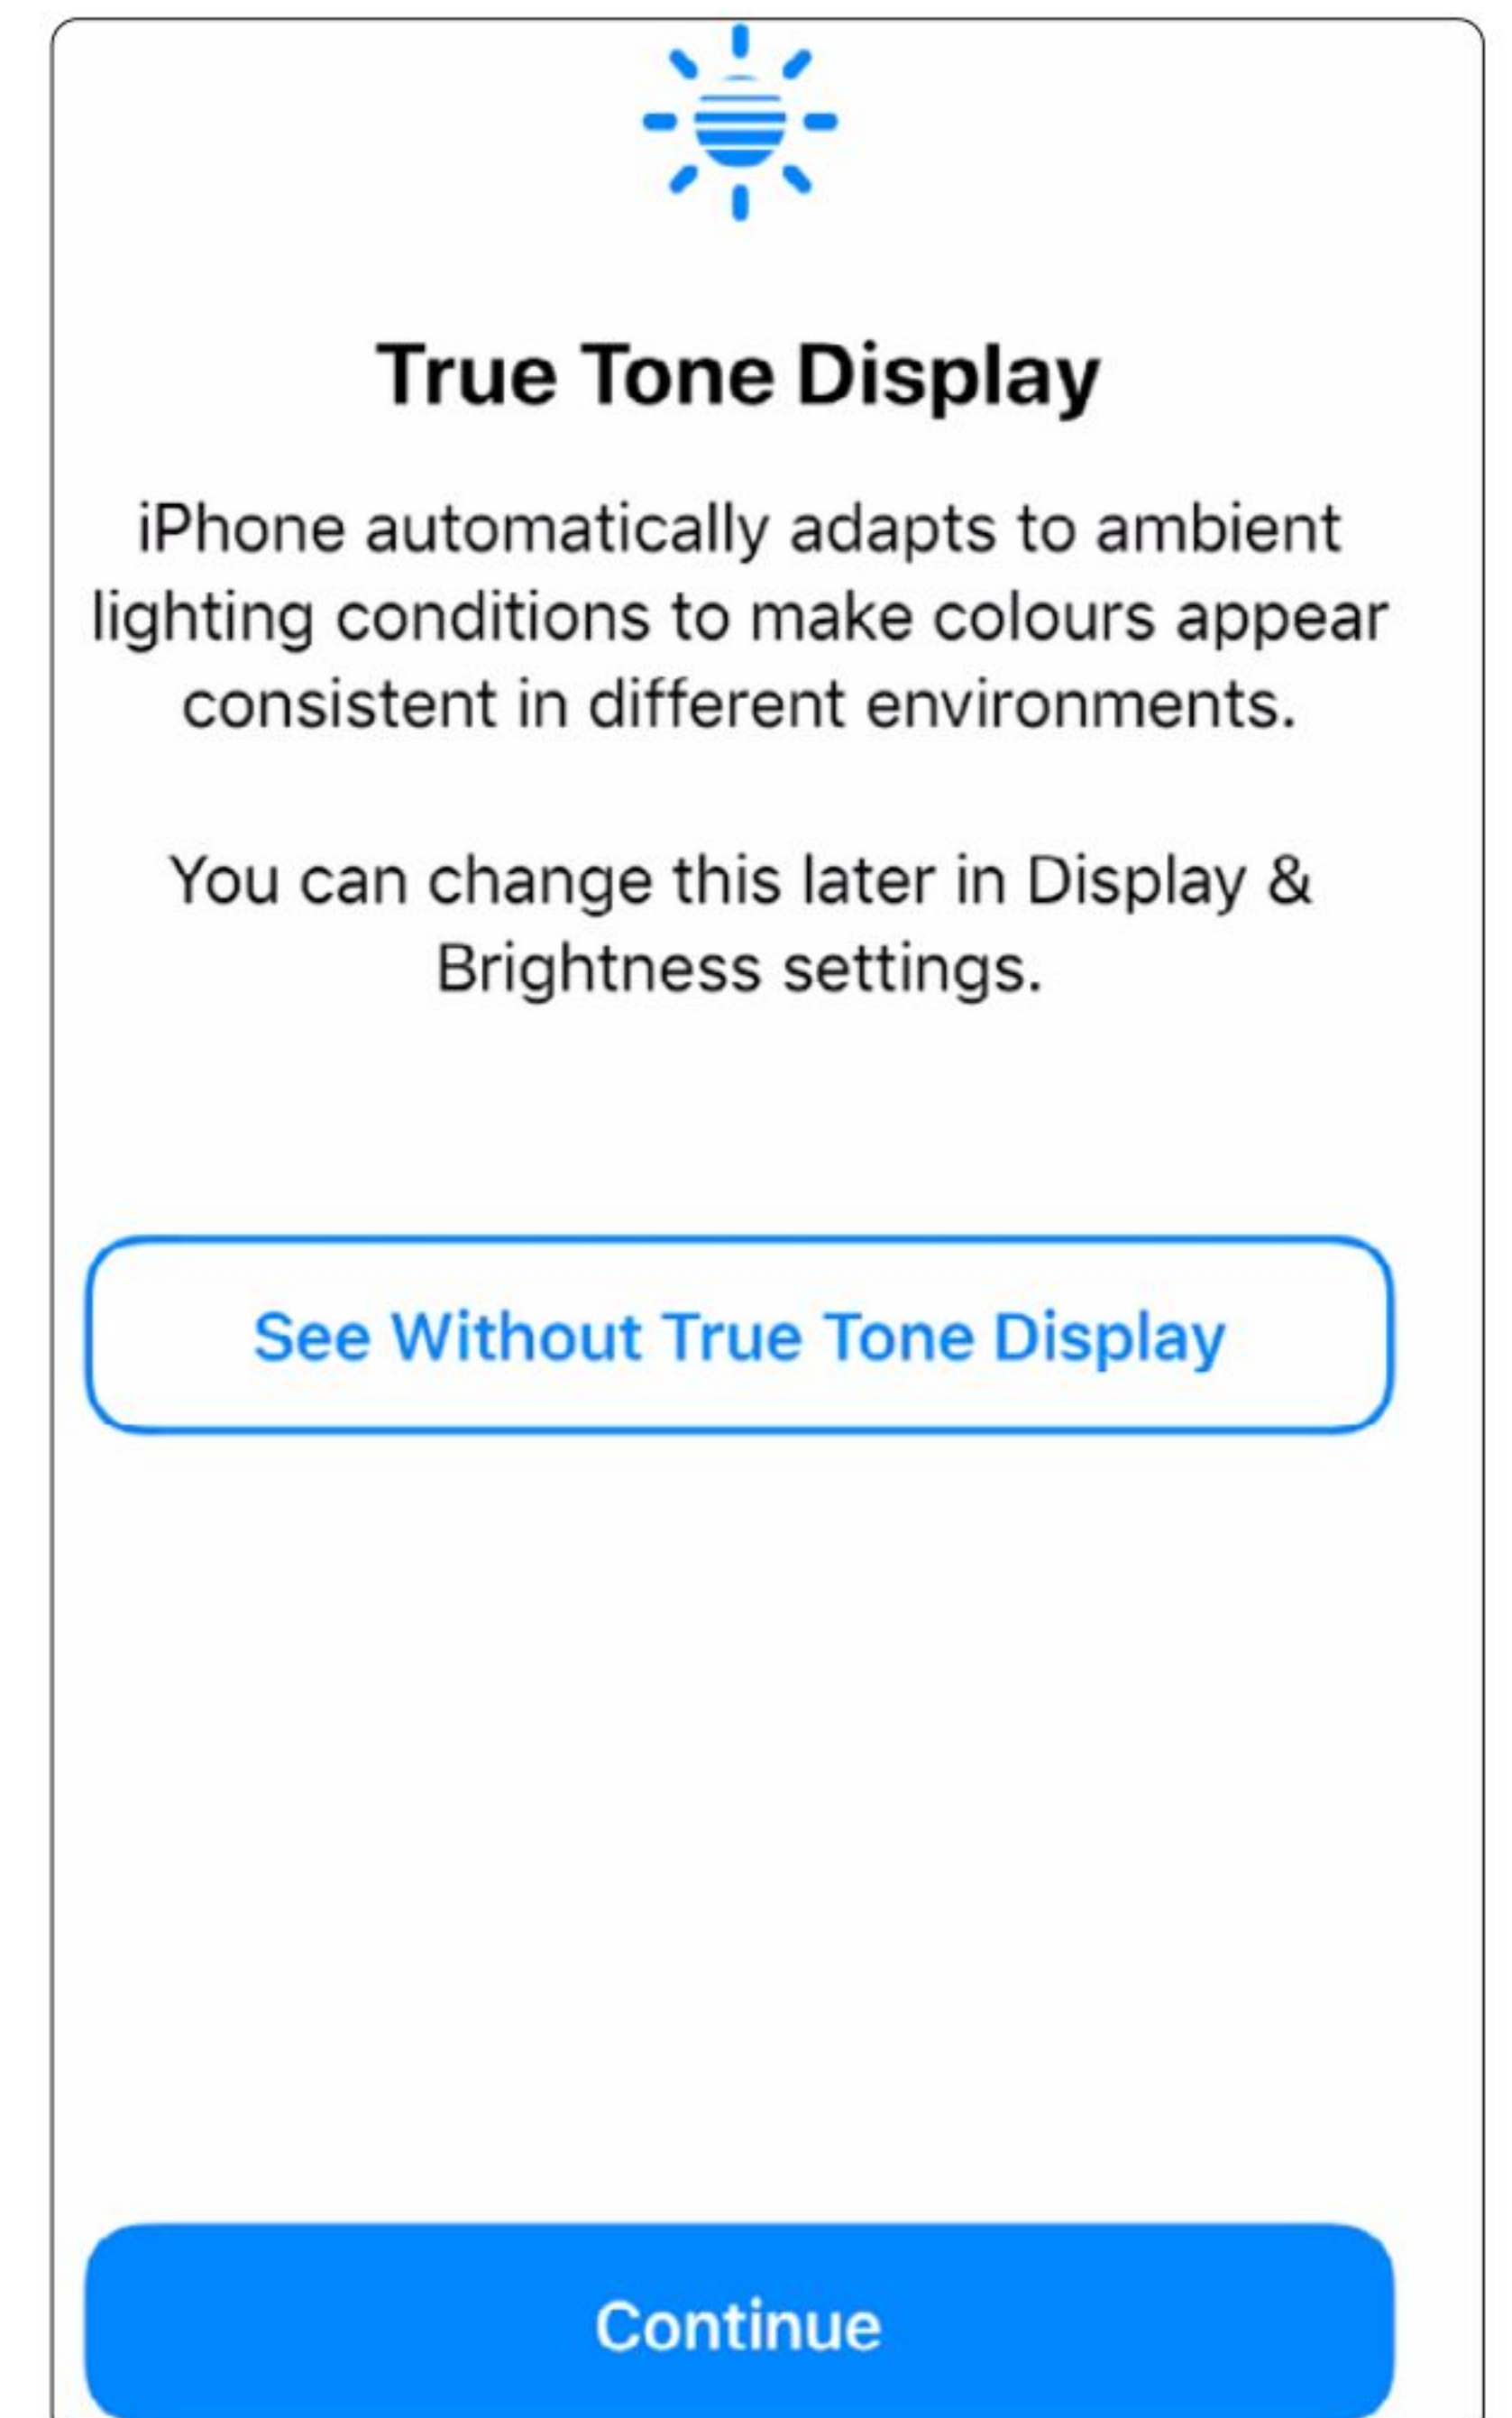 True Tone Display
iPhone automatically adapts to ambient
lighting conditions to make colours appear
consistent in different environments.
You can change this later in Display &
Brightness settings.
See Without True Tone Display
Continue